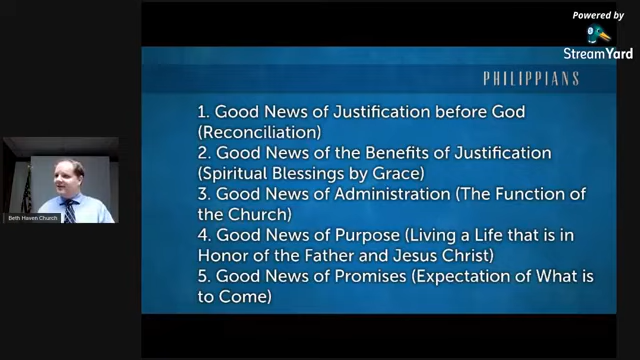 Powered by
StreamYard
PHILIPPIANS
1. Good News of Justification before God
(Reconciliation)
2. Good News of the Benefits of Justification
(Spiritual Blessings by Grace)
3. Good News of Administration (The Function of
the Church)
4. Good News of Purpose (Living a Life that is in
Honor of the Father and Jesus Christ)
5. Good News of Promises (Expectation of What is
to Come)
Beth Haven Church